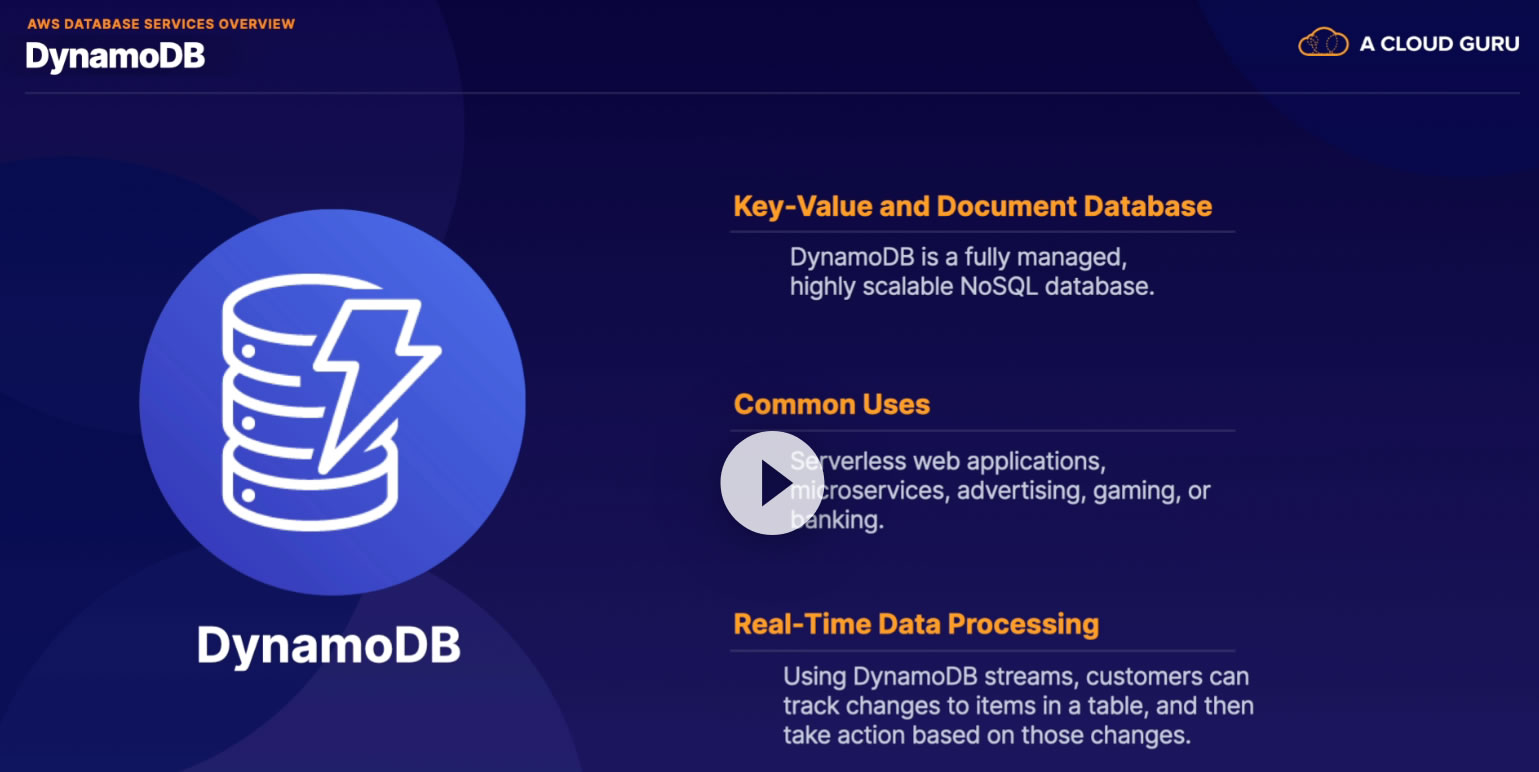 AWS DATABASE SERVICES OVERVIEW
DynamoDB
A CLOUD GURU
DynamoDB
Key-Value and Document Database
DynamoDB is a fully managed,
highly scalable NoSQL database.
Common Uses
Serverless web applications,
microservices, advertising, gaming, or
banking.
Real-Time Data Processing
Using DynamoDB streams, customers can
track changes to items in a table, and then
take action based on those changes.